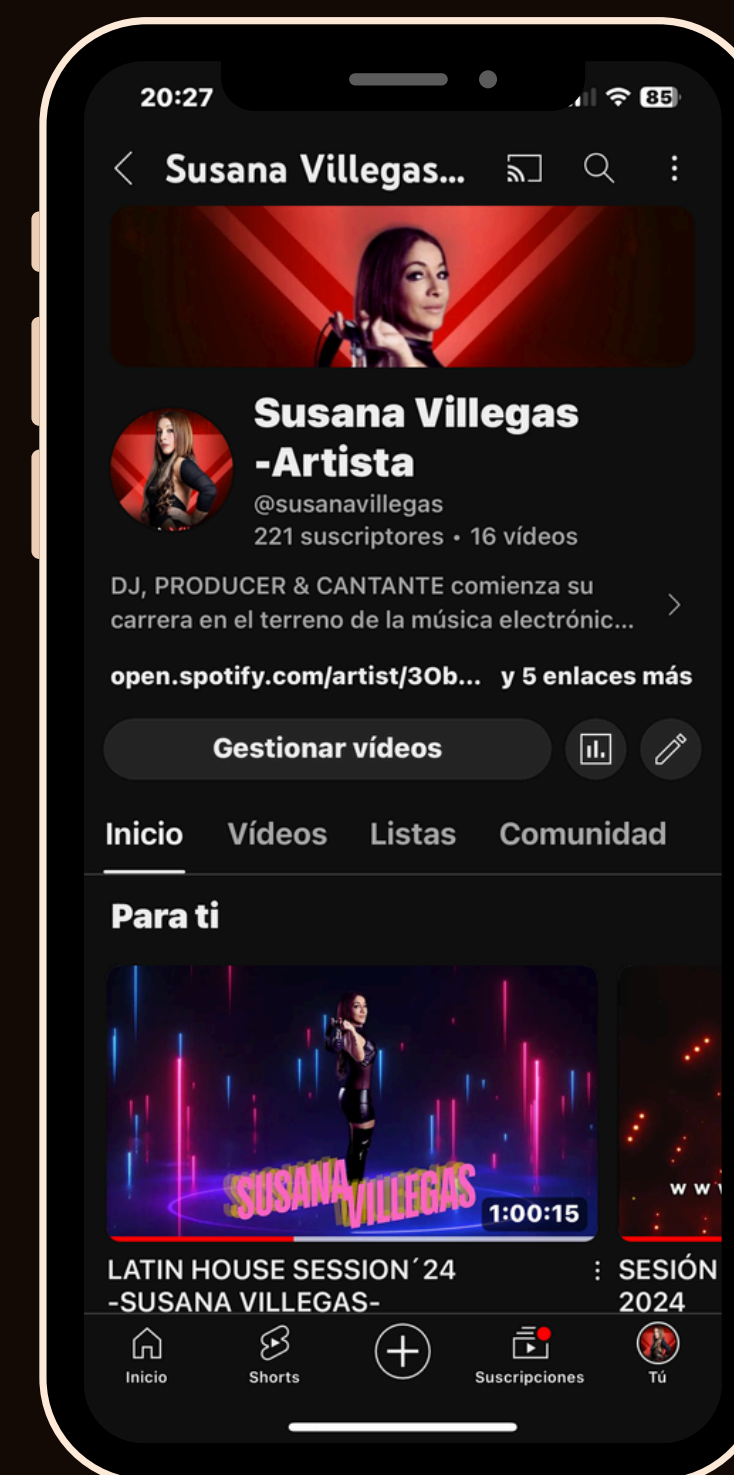 20:27
85
Susana Villegas...
Susana Villegas
-Artista
@susanavillegas
221 suscriptores • 16 vídeos
DJ, PRODUCER & CANTANTE comienza su
carrera en el terreno de la música electrónic...
open.spotify.com/artist/3Ob... y 5 enlaces más
Gestionar vídeos
Inicio Vídeos Listas Comunidad
Para ti
SUSANA VILLEGAS
1:00:15
LATIN HOUSE SESSION´24
-SUSANA VILLEGAS-
SESIÓN
2024
Inicio Shorts Suscripciones Tú